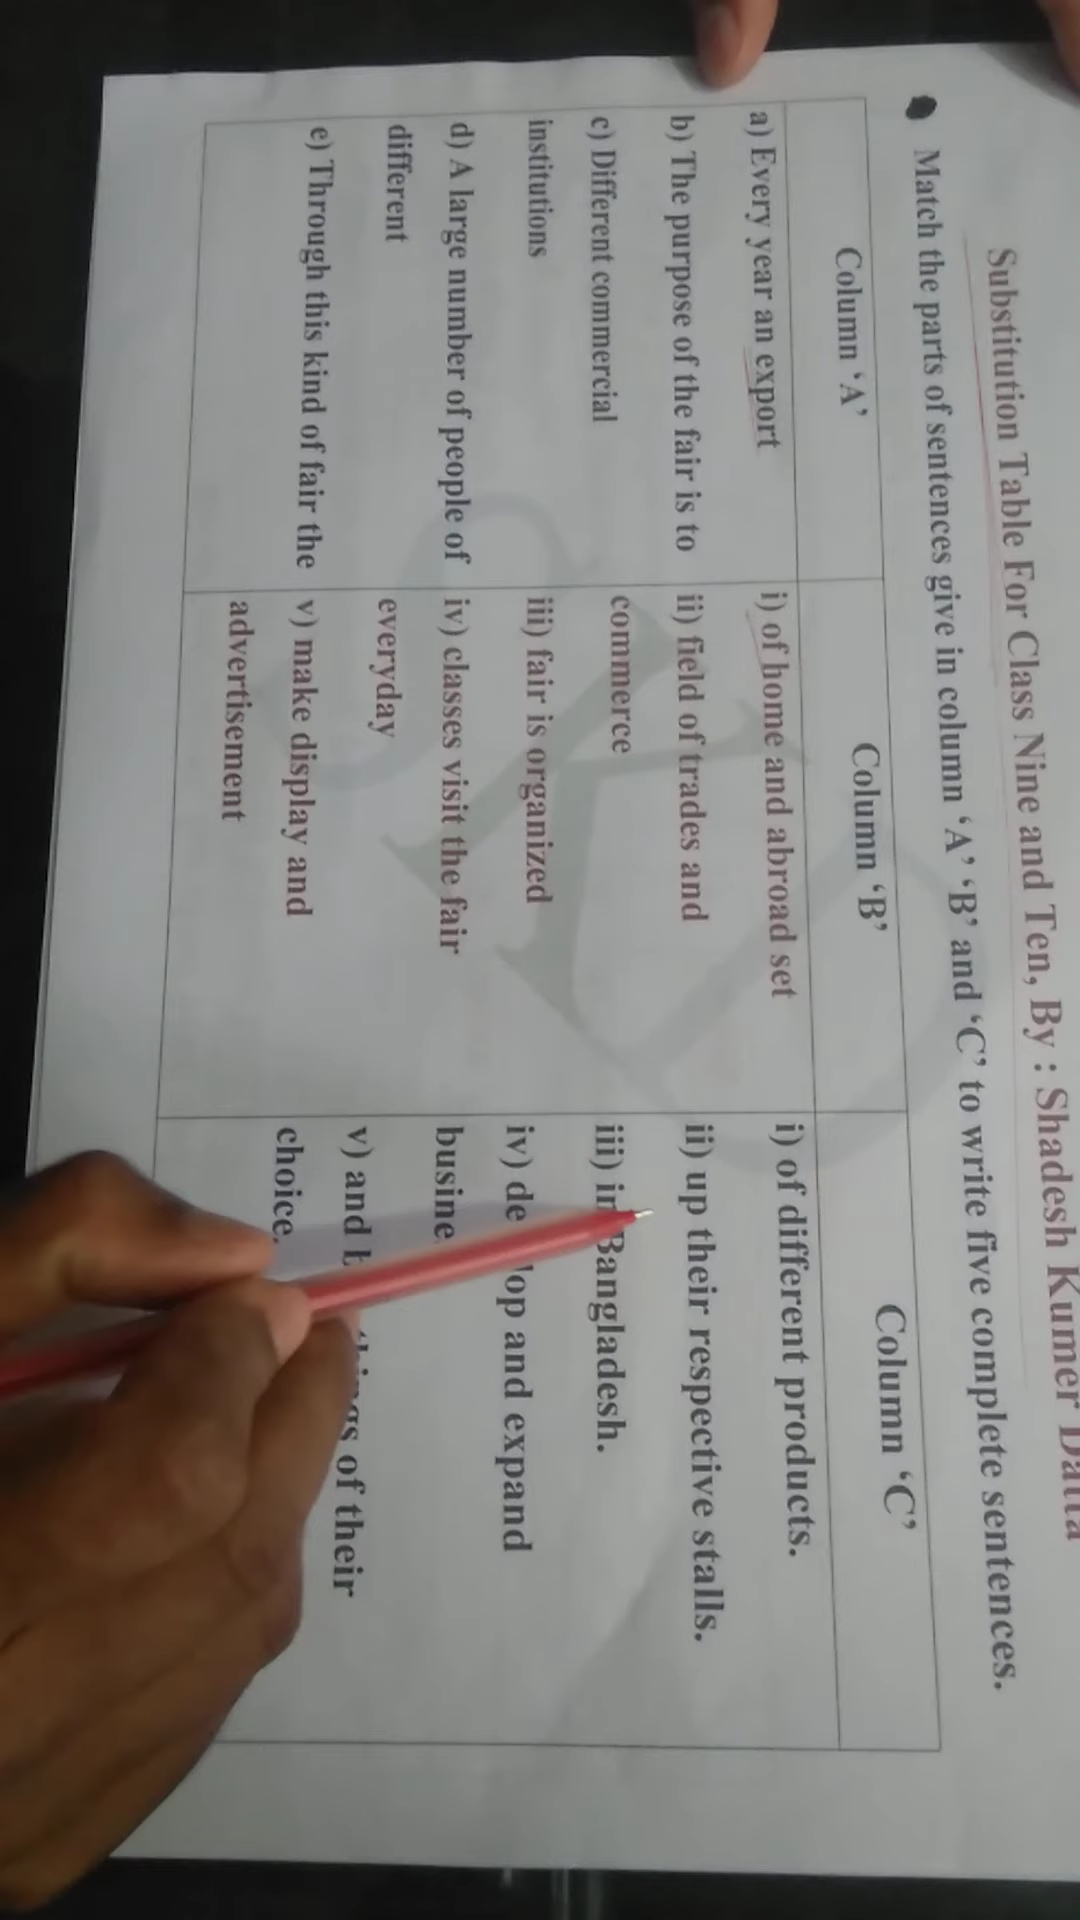 Substitution Table For Class Nine and Ten, By : Shadesh Kumer Datta
Match the parts of sentences give in column ‘A’ ‘B’ and ‘C’ to write five complete sentences.
Column ‘A’
a) Every year an export
b) The purpose of the fair is to
c) Different commercial
institutions
d) A large number of people of
different
e) Through this kind of fair the
Column ‘B’
i) of home and abroad set
ii) field of trades and
commerce
iii) fair is organized
iv) classes visit the fair
everyday
v) make display and
advertisement
Column ‘C’
i) of different products.
ii) up their respective stalls.
iii) in Bangladesh.
iv) develop and expand
v) and of their
choice.